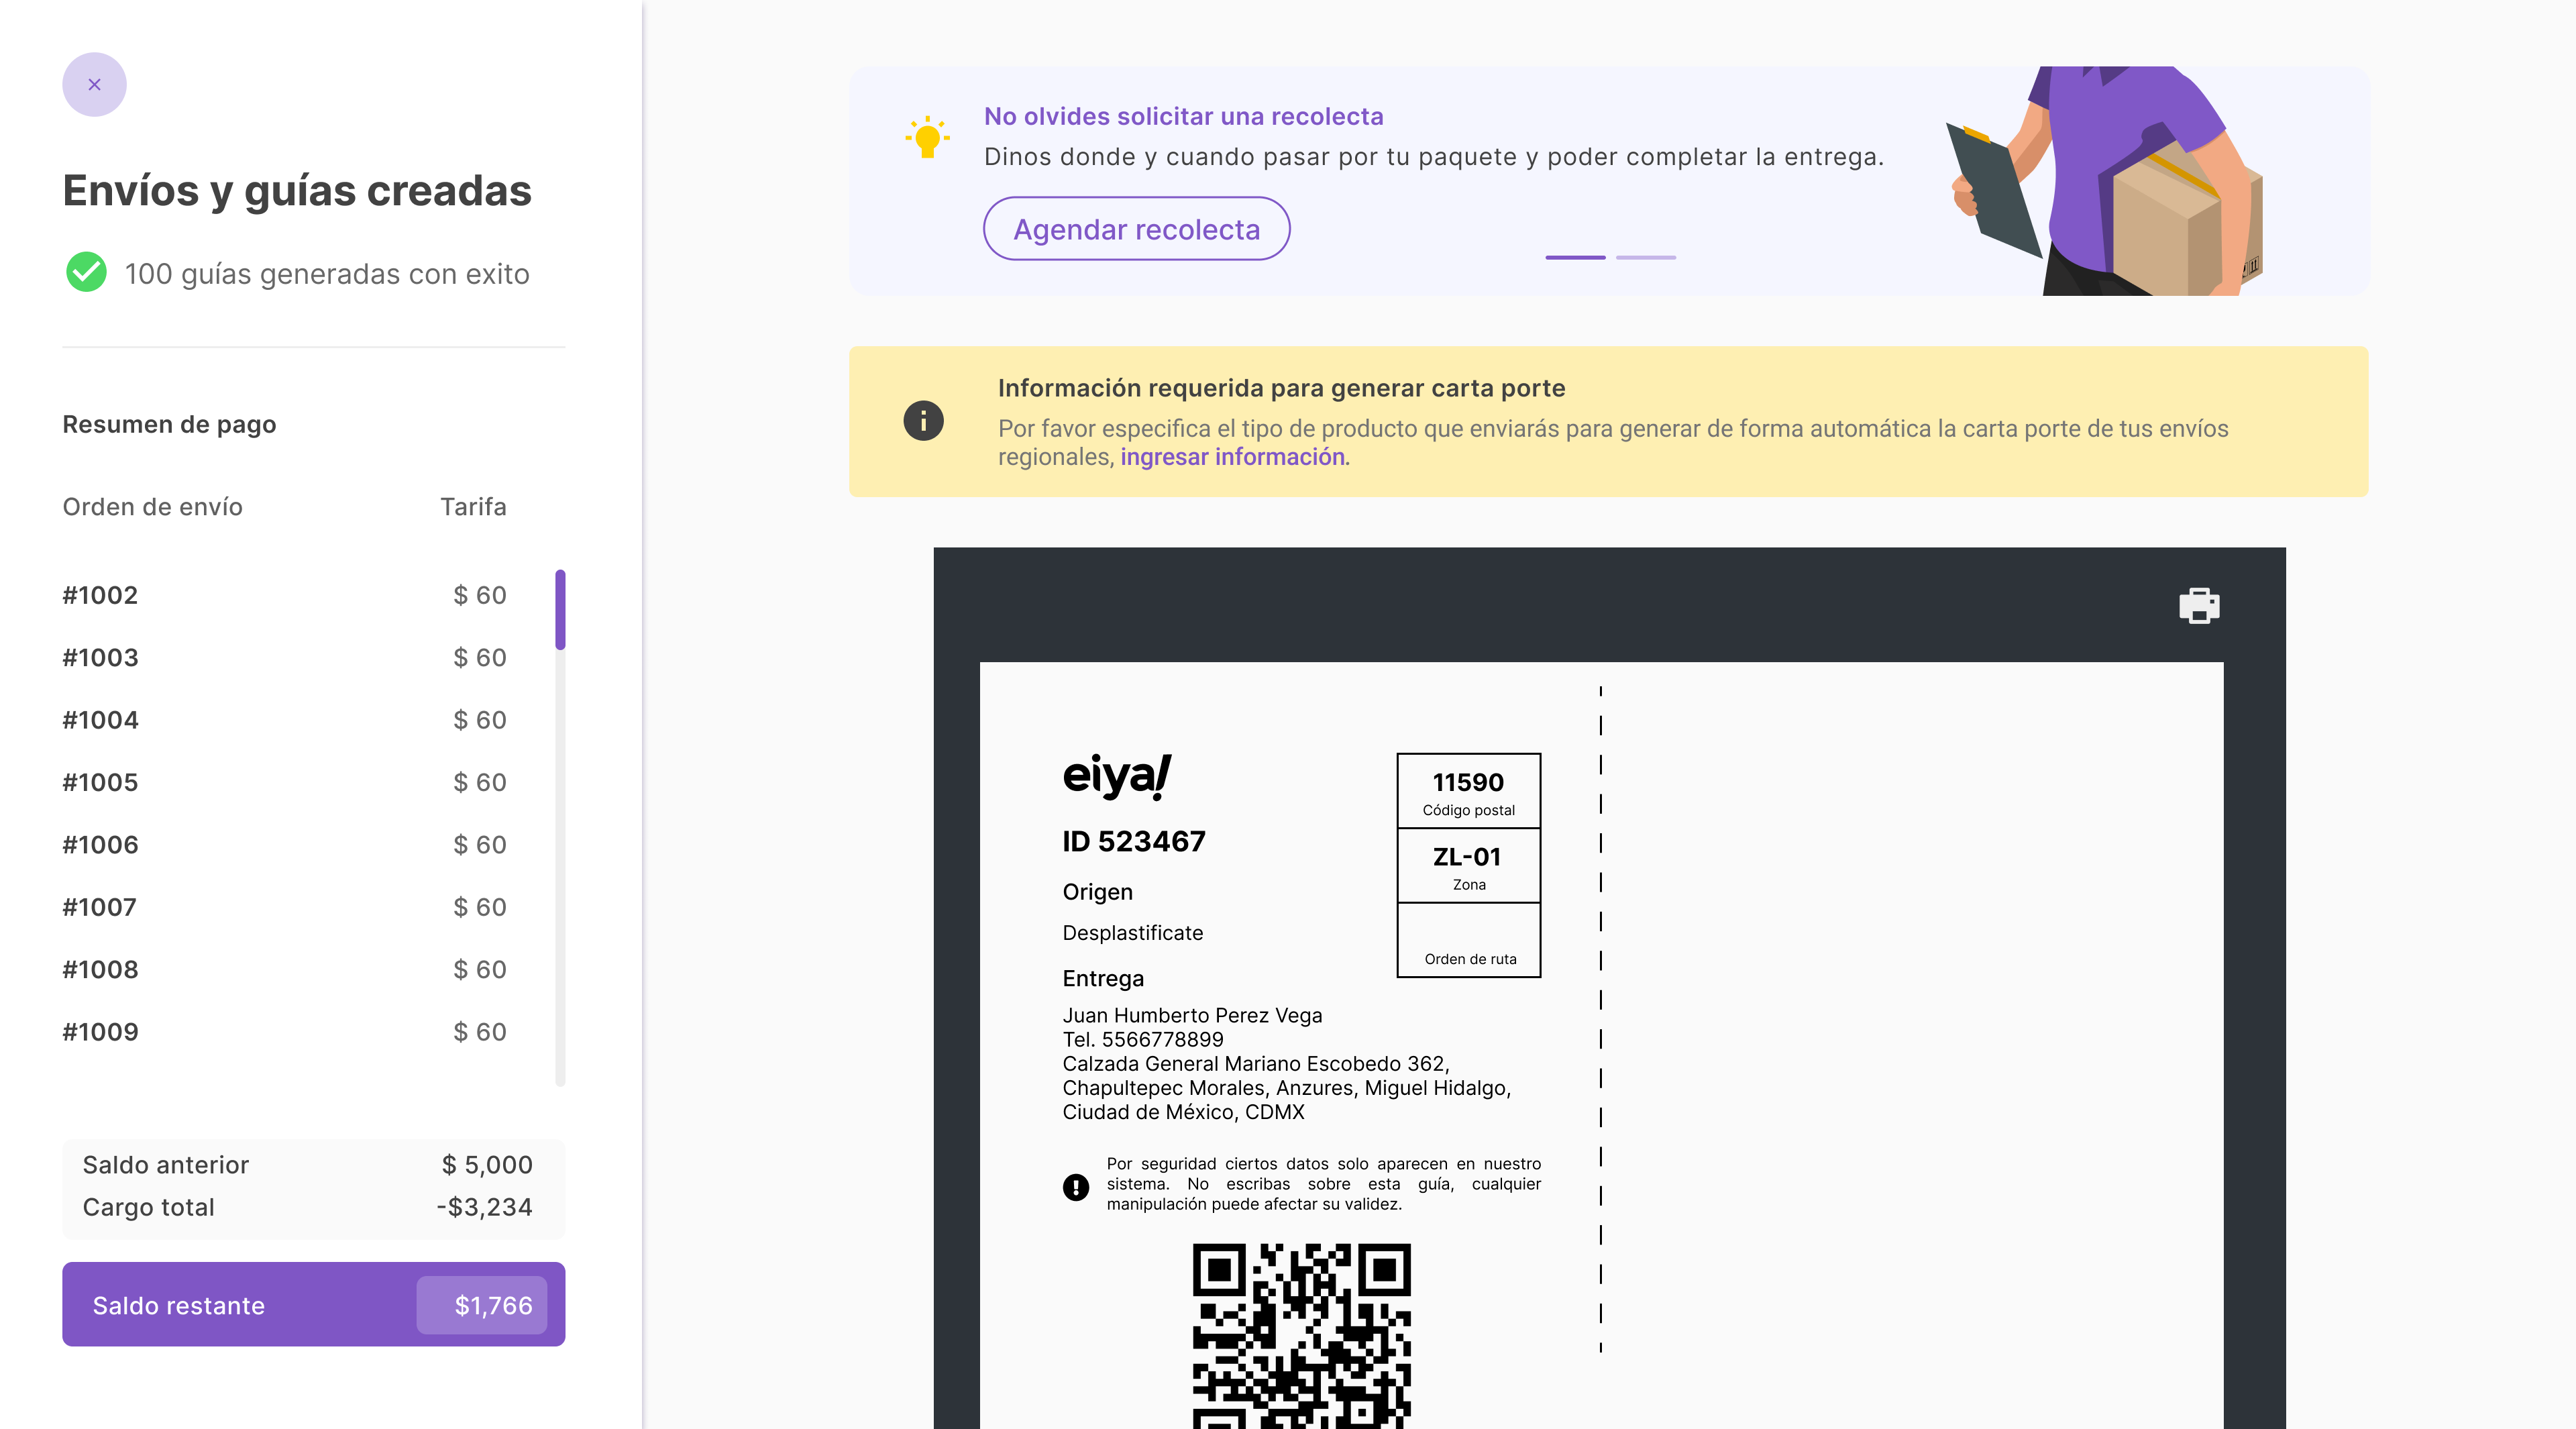 Envíos y guías creadas
100 guías generadas con exito
Resumen de pago
Orden de envío Tarifa
#1002 $ 60
#1003 $ 60
#1004 $ 60
#1005 $ 60
#1006 $ 60
#1007 $ 60
#1008 $ 60
#1009 $ 60
Saldo anterior $ 5,000
Cargo total -$3,234
Saldo restante $1,766
No olvides solicitar una recolecta
Dinos donde y cuando pasar por tu paquete y poder completar la entrega.
Agendar recolecta
Información requerida para generar carta porte
Por favor especifica el tipo de producto que enviarás para generar de forma automática la carta porte de tus envíos
regionales, ingresar información.
eiya!
ID 523467
Origen
Desplastificate
Entrega
Juan Humberto Perez Vega
Tel. 5566778899
Calzada General Mariano Escobedo 362,
Chapultepec Morales, Anzures, Miguel Hidalgo,
Ciudad de México, CDMX
11590
Código postal
ZL-01
Zona
Orden de ruta
Por seguridad ciertos datos solo aparecen en nuestro
sistema. No escribas sobre esta guía, cualquier
manipulación puede afectar su validez.